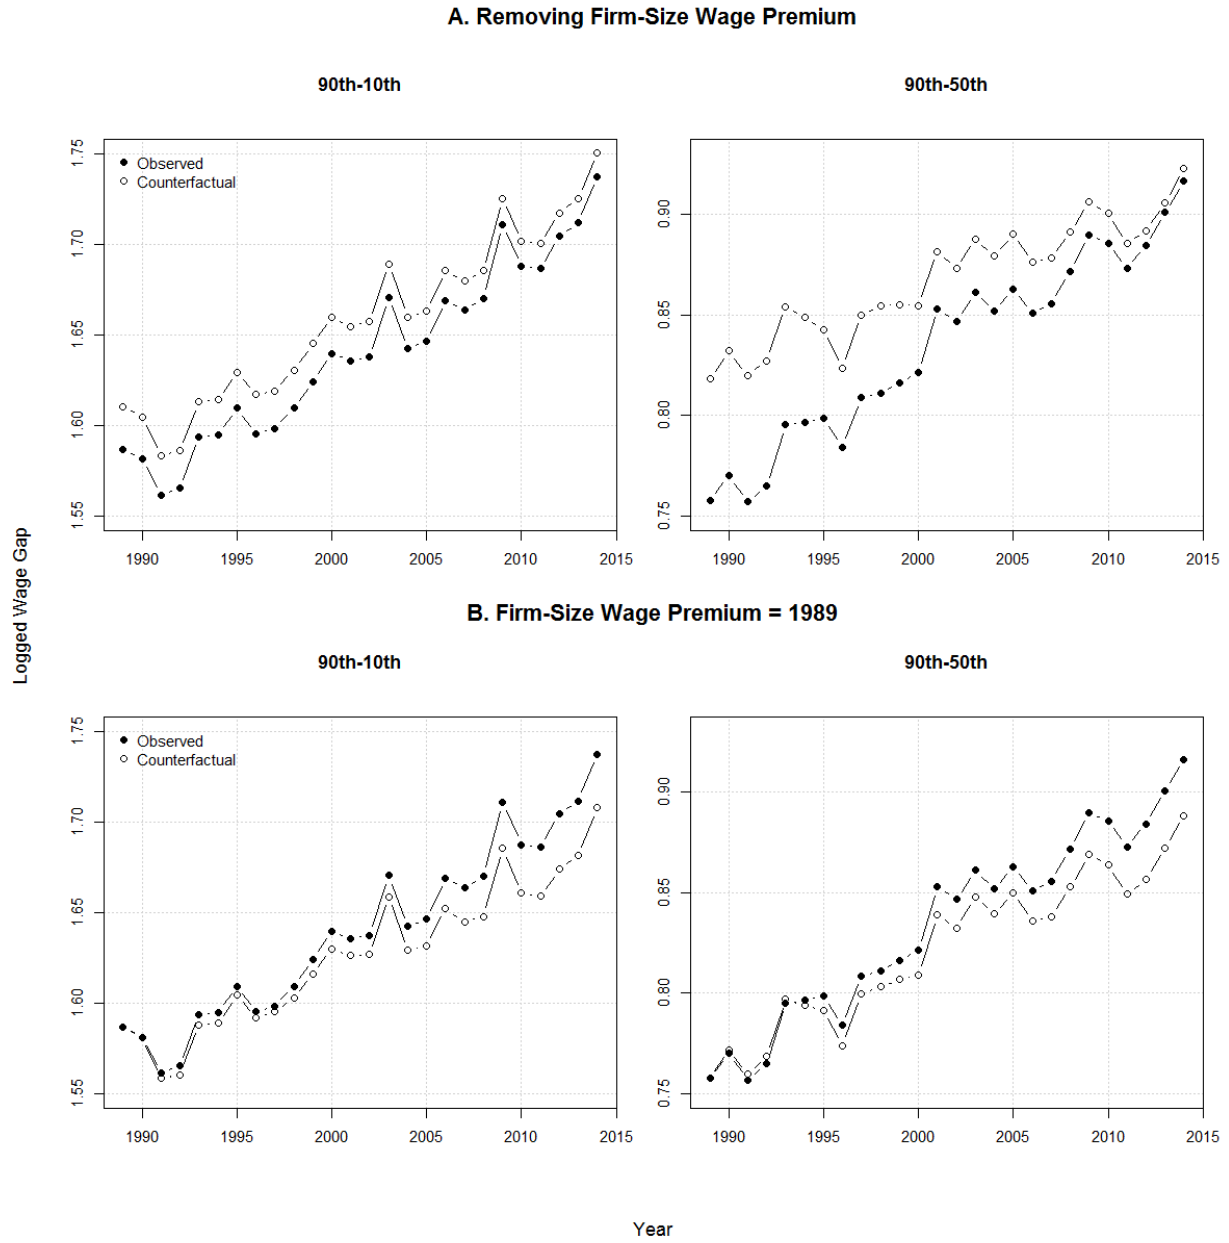 A. Removing Firm-Size Wage Premium
90th-10th
90th-50th
Observed
Counterfactual
1.75
1.70
1.65
1.60
1.55
1990 1995 2000 2005 2010 2015
0.90
0.85
0.80
0.75
1990 1995 2000 2005 2010 2015
Logged Wage Gap
B. Firm-Size Wage Premium = 1989
90th-10th
90th-50th
Observed
Counterfactual
1.75
1.70
1.65
1.60
1.55
1990 1995 2000 2005 2010 2015
0.90
0.85
0.80
0.75
1990 1995 2000 2005 2010 2015
Year